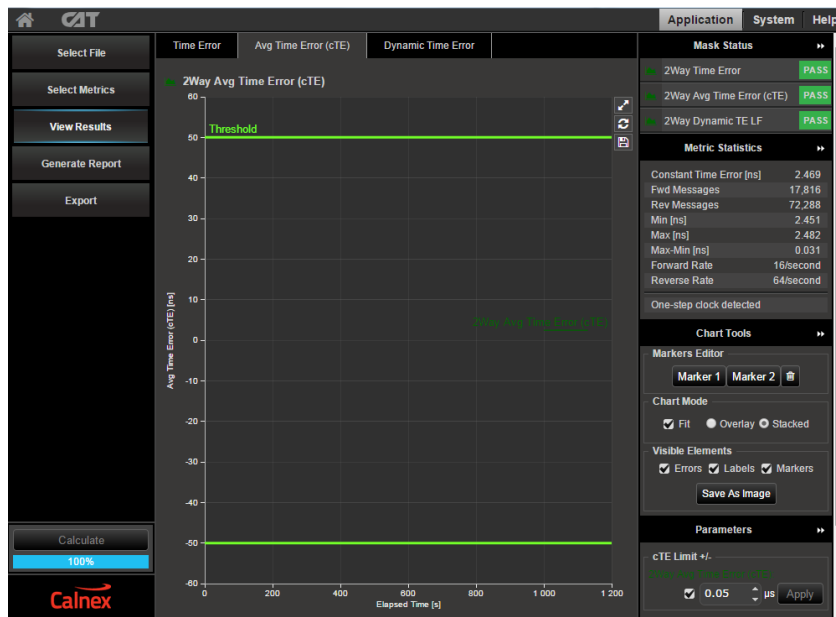 CAT
Application System Help
Select File
Select Metrics
View Results
Generate Report
Export
Calculate
100%
Calnex
Time Error Avg Time Error (cTE) Dynamic Time Error
2Way Avg Time Error (cTE)
60
50
40
30
20
10
0
-10
-20
-30
-40
-50
-60
Threshold
2Way Avg Time Error (cTE)
Avg Time Error (cTE) [ns]
0 200 400 600 800 1 000 1 200
Elapsed Time [s]
Mask Status
2Way Time Error PASS
2Way Avg Time Error (cTE) PASS
2Way Dynamic TE LF PASS
Metric Statistics
Constant Time Error [ns] 2.469
Fwd Messages 17,816
Rev Messages 72,288
Min [ns] 2.451
Max [ns] 2.482
Max-Min [ns] 0.031
Forward Rate 16/second
Reverse Rate 64/second
One-step clock detected
Chart Tools
Markers Editor
Marker 1 Marker 2
Chart Mode
Fit Overlay Stacked
Visible Elements
Errors Labels Markers
Save As Image
Parameters
cTE Limit +/-
2Way Avg Time Error (cTE)
0.05 µs Apply